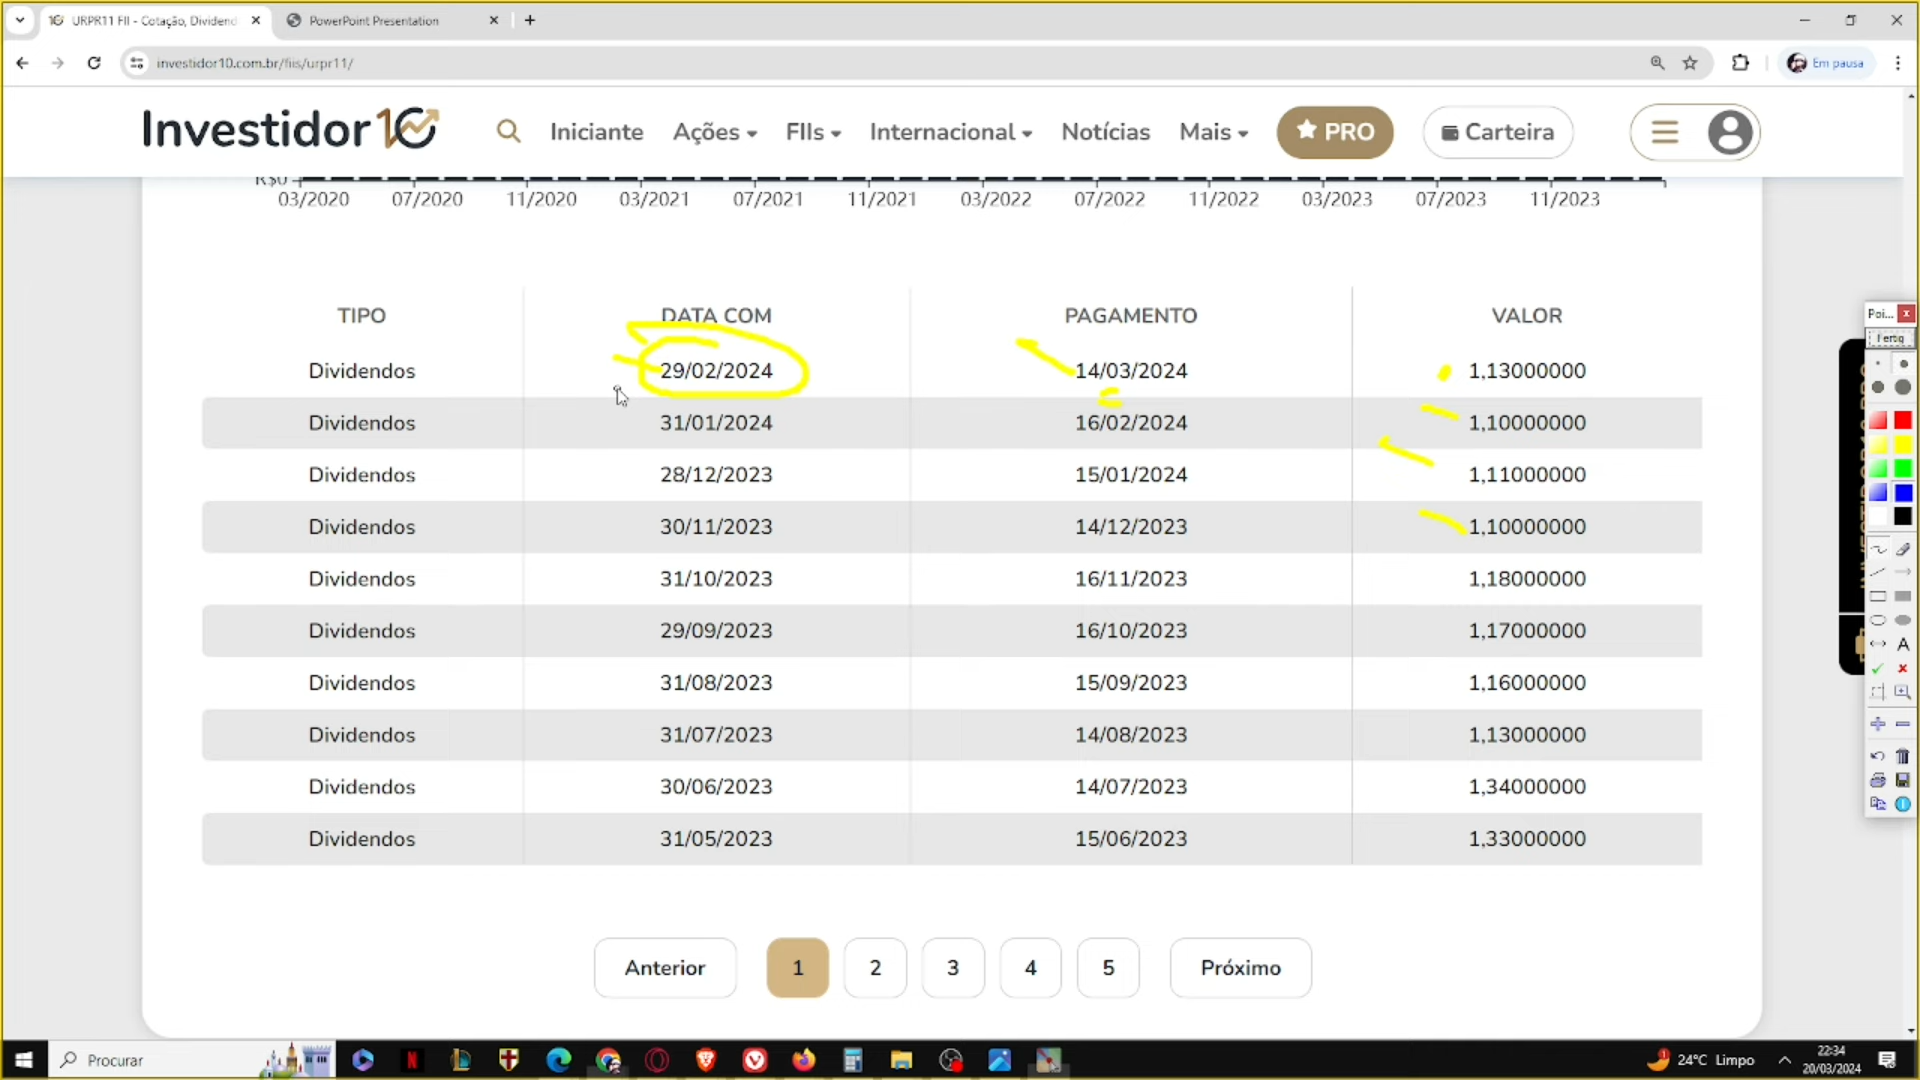 URPR11 FII - Cotação, Dividend
PowerPoint Presentation
investidor10.com.br/fiis/urpr11/
Em pausa
Investidor 10
Iniciante Ações FIIs Internacional Notícias Mais PRO Carteira
R$0
03/2020 07/2020 11/2020 03/2021 07/2021 11/2021 03/2022 07/2022 11/2022 03/2023 07/2023 11/2023
TIPO DATA COM PAGAMENTO VALOR
Dividendos 29/02/2024 14/03/2024 1,13000000
Dividendos 31/01/2024 16/02/2024 1,10000000
Dividendos 28/12/2023 15/01/2024 1,11000000
Dividendos 30/11/2023 14/12/2023 1,10000000
Dividendos 31/10/2023 16/11/2023 1,18000000
Dividendos 29/09/2023 16/10/2023 1,17000000
Dividendos 31/08/2023 15/09/2023 1,16000000
Dividendos 31/07/2023 14/08/2023 1,13000000
Dividendos 30/06/2023 14/07/2023 1,34000000
Dividendos 31/05/2023 15/06/2023 1,33000000
Anterior 1 2 3 4 5 Próximo
Poi...
Fertig
A
Procurar
24°C Limpo
22:34
20/03/2024